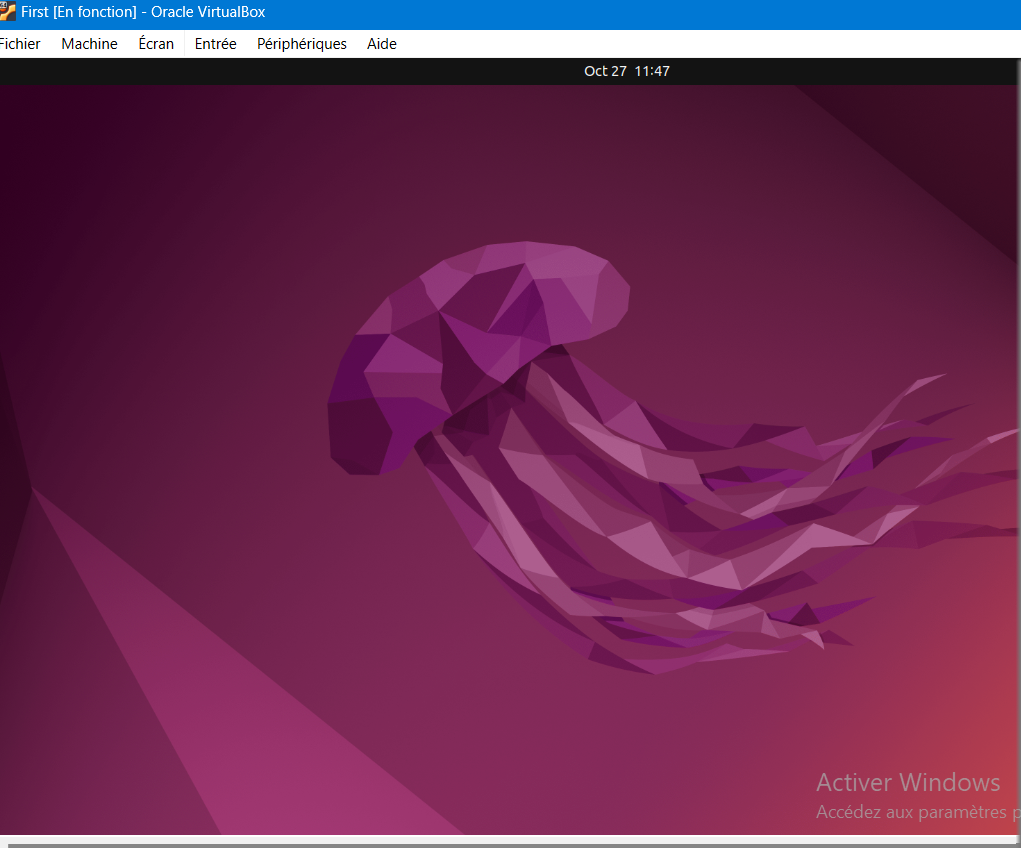 First [En fonction] - Oracle VirtualBox
Fichier Machine Écran Entrée Périphériques Aide
Oct 27 11:47
Activer Windows
Accédez aux paramètres p